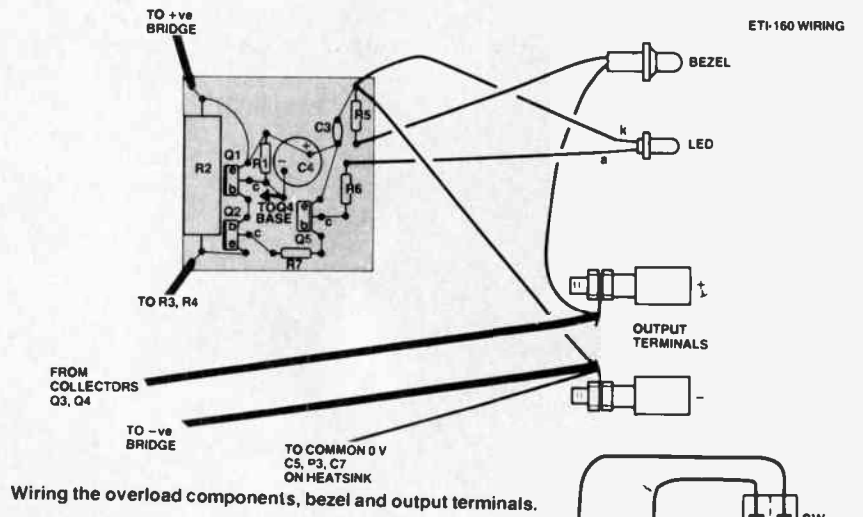 TO +ve
BRIDGE
ETI-160 WIRING
BEZEL
C3
R5
k
LED
a
Q1
R1
+
-
C4
R2
b
c
R6
TO Q4
BASE
Q2
b
c
b
c
Q5
R7
TO R3, R4
+
OUTPUT
TERMINALS
FROM
COLLECTORS
Q3, Q4
-
TO -ve
BRIDGE
TO COMMON 0 V
C5, P3, C7
ON HEATSINK
Wiring the overload components, bezel and output terminals.
SW